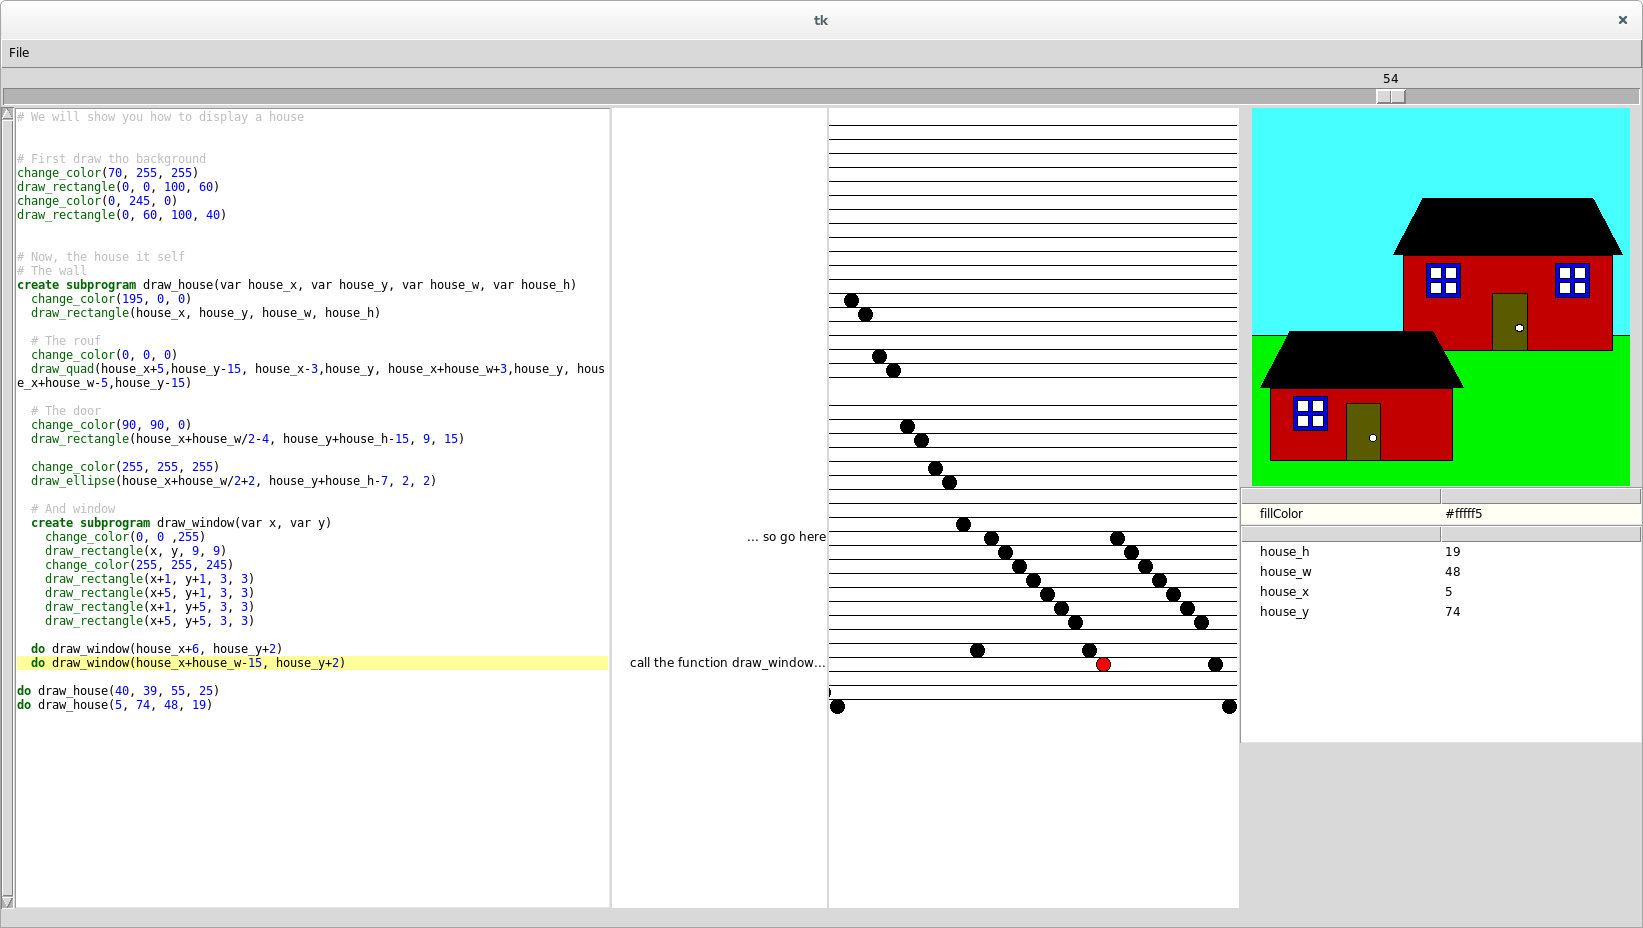 tk
File
54
# We will show you how to display a house
# First draw tho background
change_color(70, 255, 255)
draw_rectangle(0, 0, 100, 60)
change_color(0, 245, 0)
draw_rectangle(0, 60, 100, 40)
# Now, the house it self
# The wall
create subprogram draw_house(var house_x, var house_y, var house_w, var house_h)
change_color(195, 0, 0)
draw_rectangle(house_x, house_y, house_w, house_h)
# The rouf
change_color(0, 0, 0)
draw_quad(house_x+5,house_y-15, house_x-3,house_y, house_x+house_w+3,house_y, hous
e_x+house_w-5,house_y-15)
# The door
change_color(90, 90, 0)
draw_rectangle(house_x+house_w/2-4, house_y+house_h-15, 9, 15)
change_color(255, 255, 255)
draw_ellipse(house_x+house_w/2+2, house_y+house_h-7, 2, 2)
# And window
create subprogram draw_window(var x, var y)
change_color(0, 0 ,255)
draw_rectangle(x, y, 9, 9)
change_color(255, 255, 245)
draw_rectangle(x+1, y+1, 3, 3)
draw_rectangle(x+5, y+1, 3, 3)
draw_rectangle(x+1, y+5, 3, 3)
draw_rectangle(x+5, y+5, 3, 3)
do draw_window(house_x+6, house_y+2)
do draw_window(house_x+house_w-15, house_y+2)
do draw_house(40, 39, 55, 25)
do draw_house(5, 74, 48, 19)
... so go here
call the function draw_window...
fillColor #fffff5
house_h 19
house_w 48
house_x 5
house_y 74